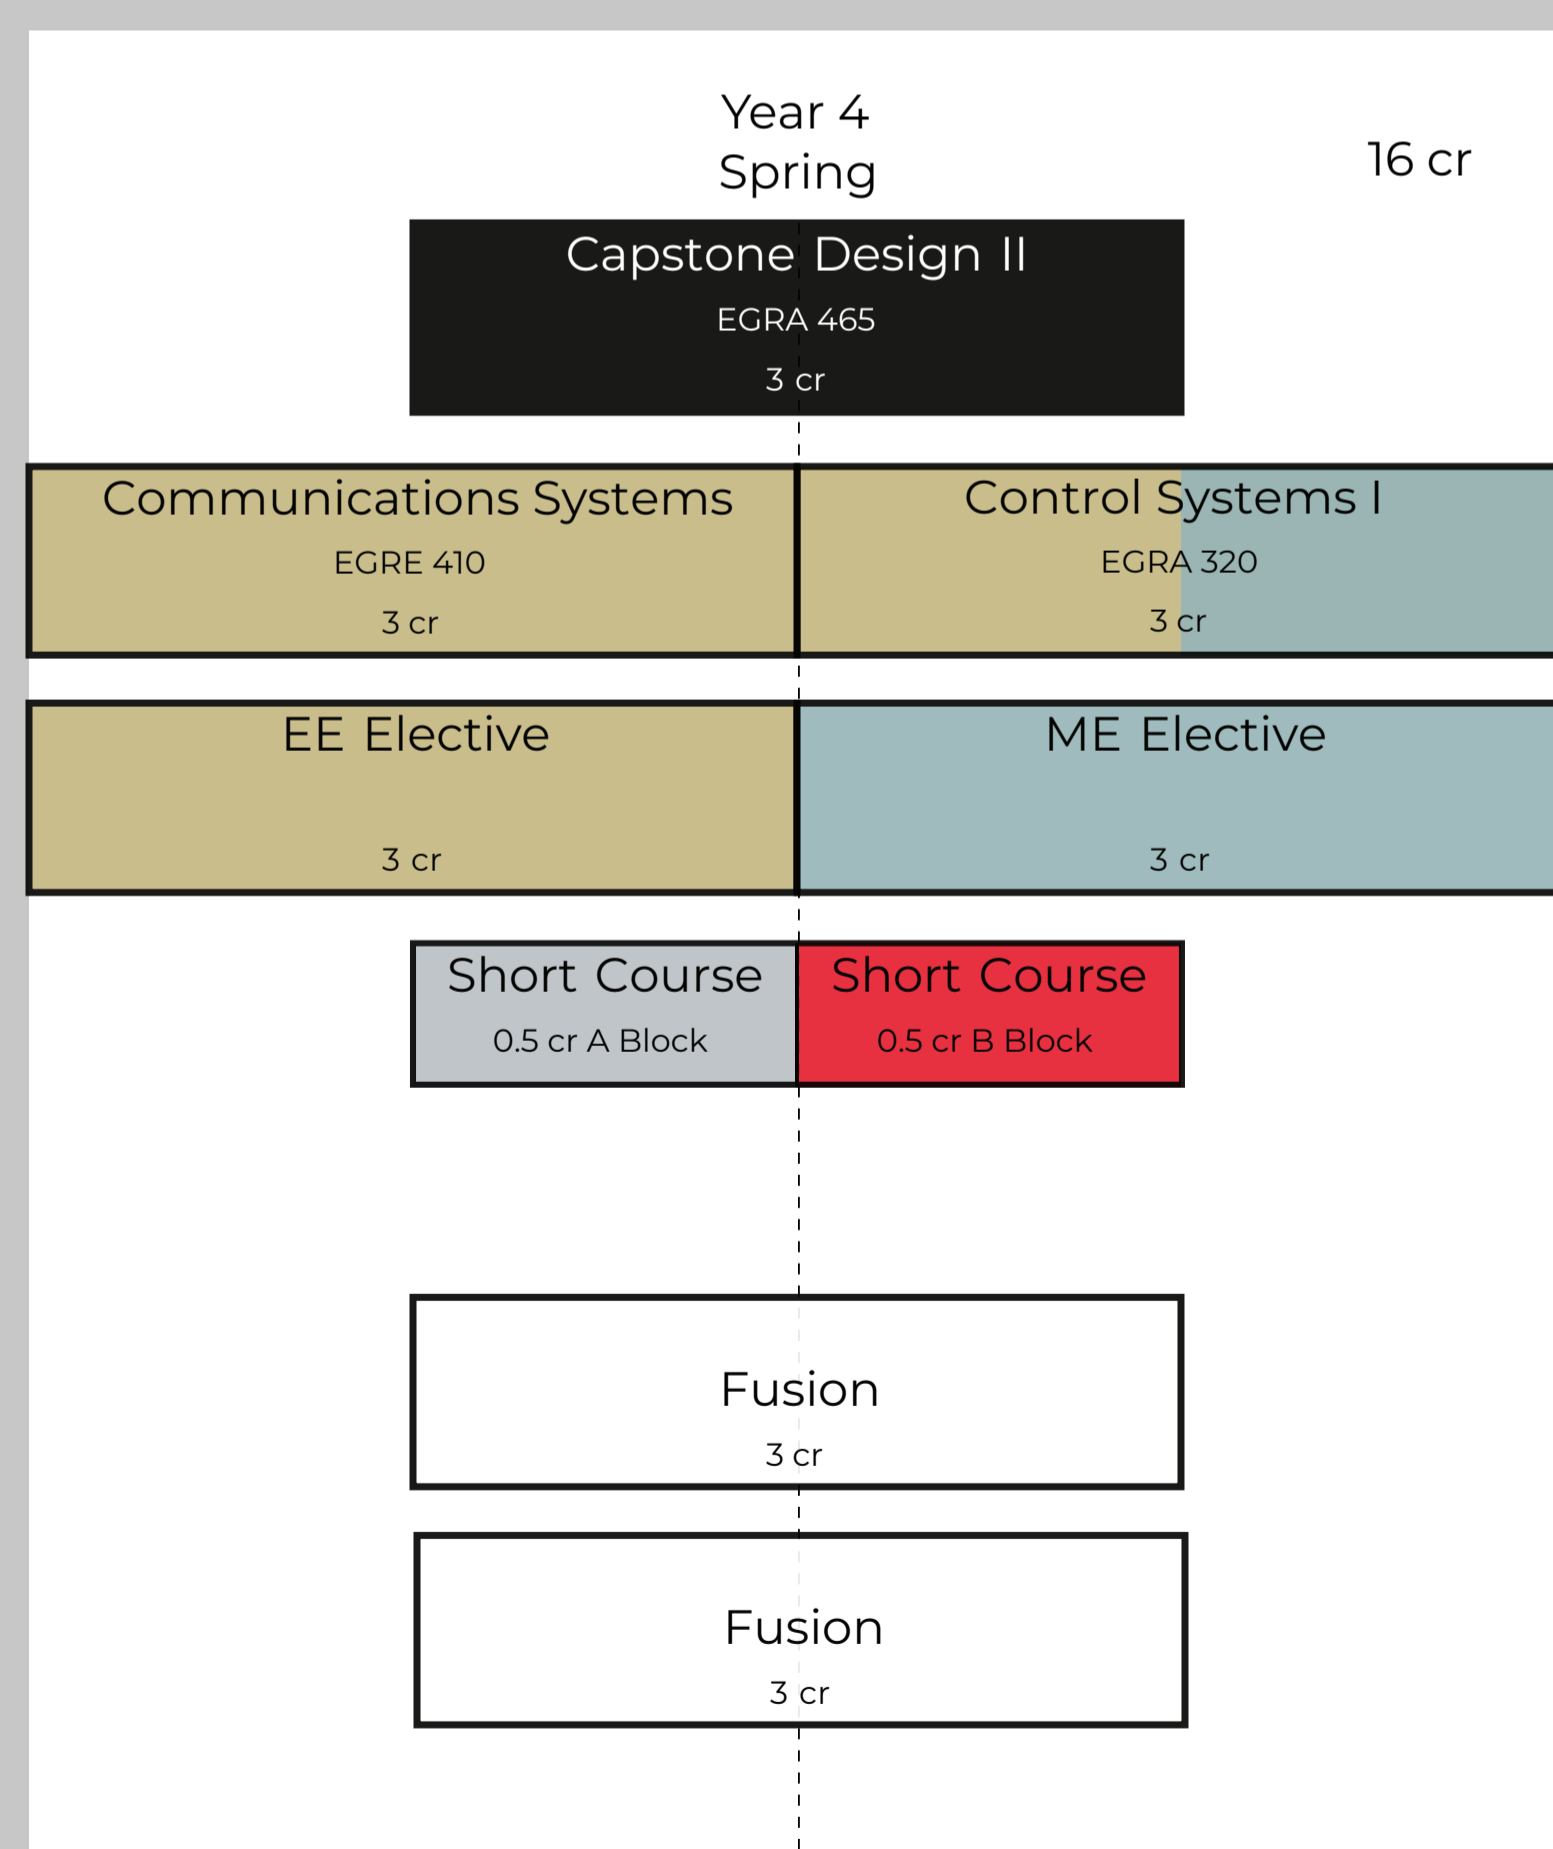 Year 4
Spring
16 cr
Capstone Design II
EGRA 465
3 cr
Communications Systems
EGRE 410
3 cr
Control Systems I
EGRA 320
3 cr
EE Elective
3 cr
ME Elective
3 cr
Short Course
0.5 cr A Block
Short Course
0.5 cr B Block
Fusion
3 cr
Fusion
3 cr